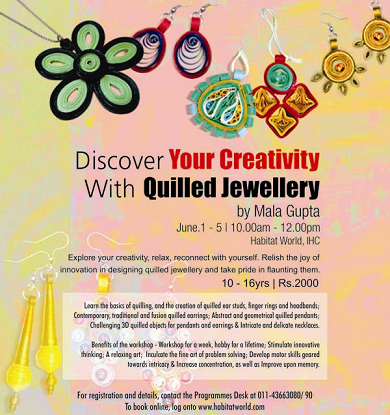 Discover Your Creativity
With Quilled Jewellery
by Mala Gupta
June.1 - 5 | 10.00am - 12.00pm
Habitat World, IHC
Explore your creativity, relax, reconnect with yourself. Relish the joy of
innovation in designing quilled jewellery and take pride in flaunting them.
10 - 16yrs | Rs.2000
Learn the basics of quilling, and the creation of quilled ear studs, finger rings and headbands;
Contemporary, traditional and fusion quilled earrings; Abstract and geometrical quilled pendants;
Challenging 3D quilled objects for pendants and earrings & Intricate and delicate necklaces.
Benefits of the workshop - Workshop for a week, hobby for a lifetime; Stimulate innovative
thinking; A relaxing art; Inculcate the fine art of problem solving; Develop motor skills geared
towards intricacy & Increase concentration, as well as Improve upon memory.
For registration and details, contact the Programmes Desk at 011-43663080/ 90
To book online, log onto www.habitatworld.com